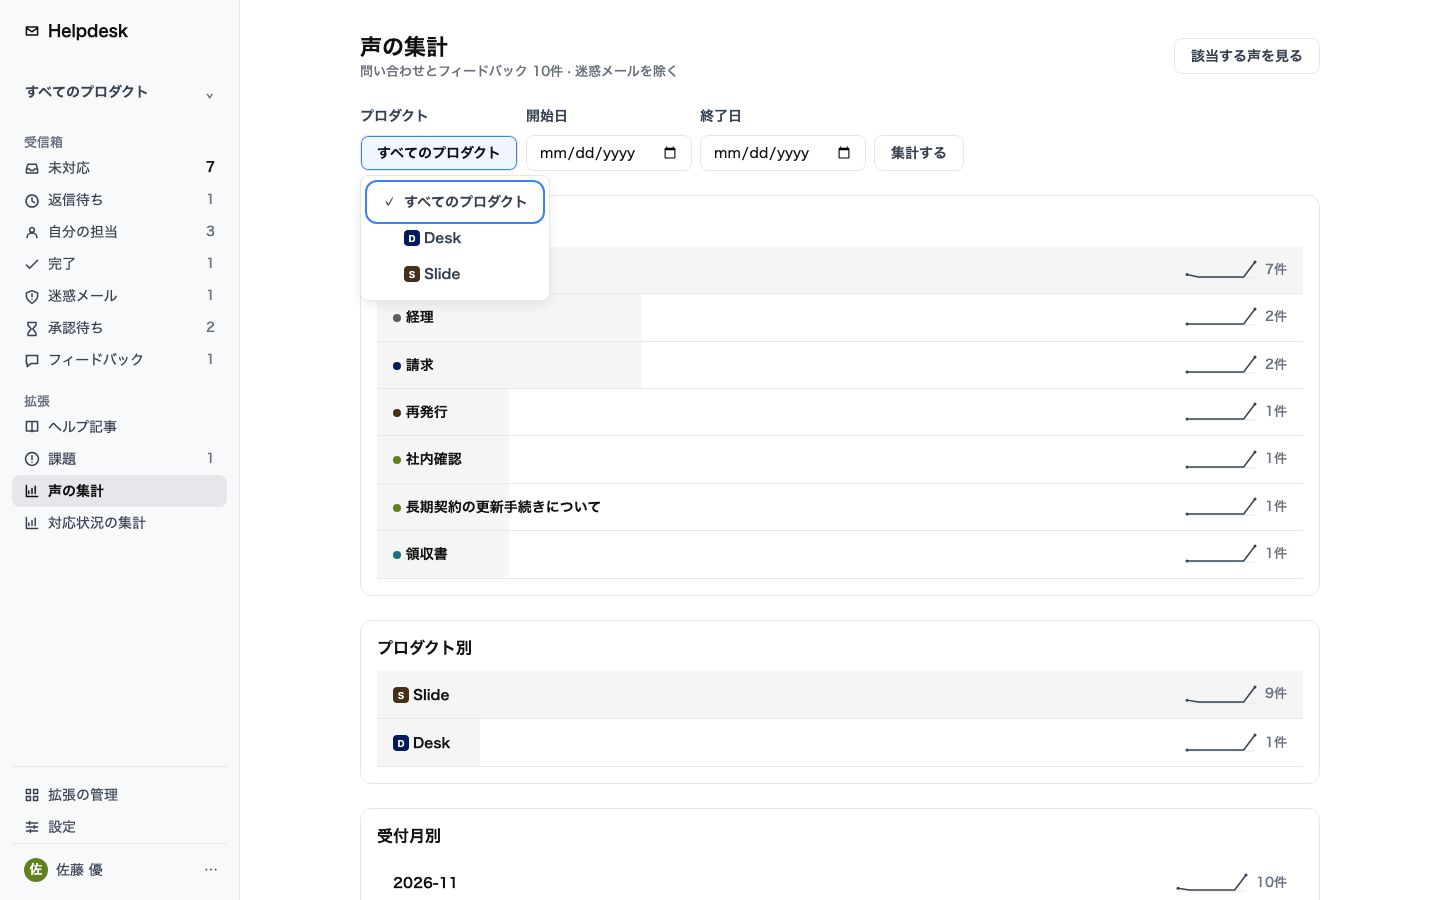 Helpdesk
すべてのプロダクト
受信箱
未対応 7
返信待ち 1
自分の担当 3
完了 1
迷惑メール 1
承認待ち 2
フィードバック 1
拡張
ヘルプ記事
課題 1
声の集計
対応状況の集計
拡張の管理
設定
佐 佐藤 優 …
声の集計
問い合わせとフィードバック 10件 · 迷惑メールを除く
該当する声を見る
プロダクト 開始日 終了日
すべてのプロダクト mm/dd/yyyy mm/dd/yyyy 集計する
✓ すべてのプロダクト
D Desk
S Slide
7件
経理 2件
請求 2件
再発行 1件
社内確認 1件
長期契約の更新手続きについて 1件
領収書 1件
プロダクト別
S Slide 9件
D Desk 1件
受付月別
2026-11 10件